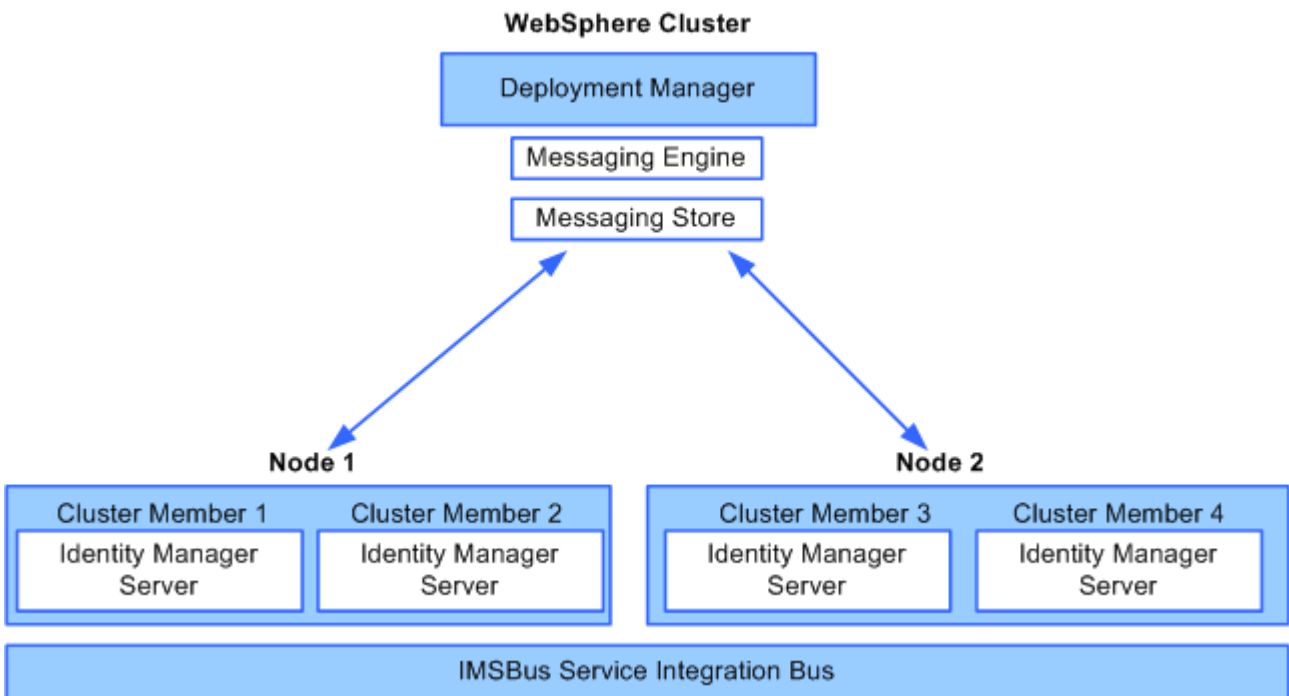 WebSphere Cluster
Deployment Manager
Messaging Engine
Messaging Store
Node 1
Node 2
Cluster Member 1
Cluster Member 2
Cluster Member 3
Cluster Member 4
Identity Manager
Server
Identity Manager
Server
Identity Manager
Server
Identity Manager
Server
IMSBus Service Integration Bus